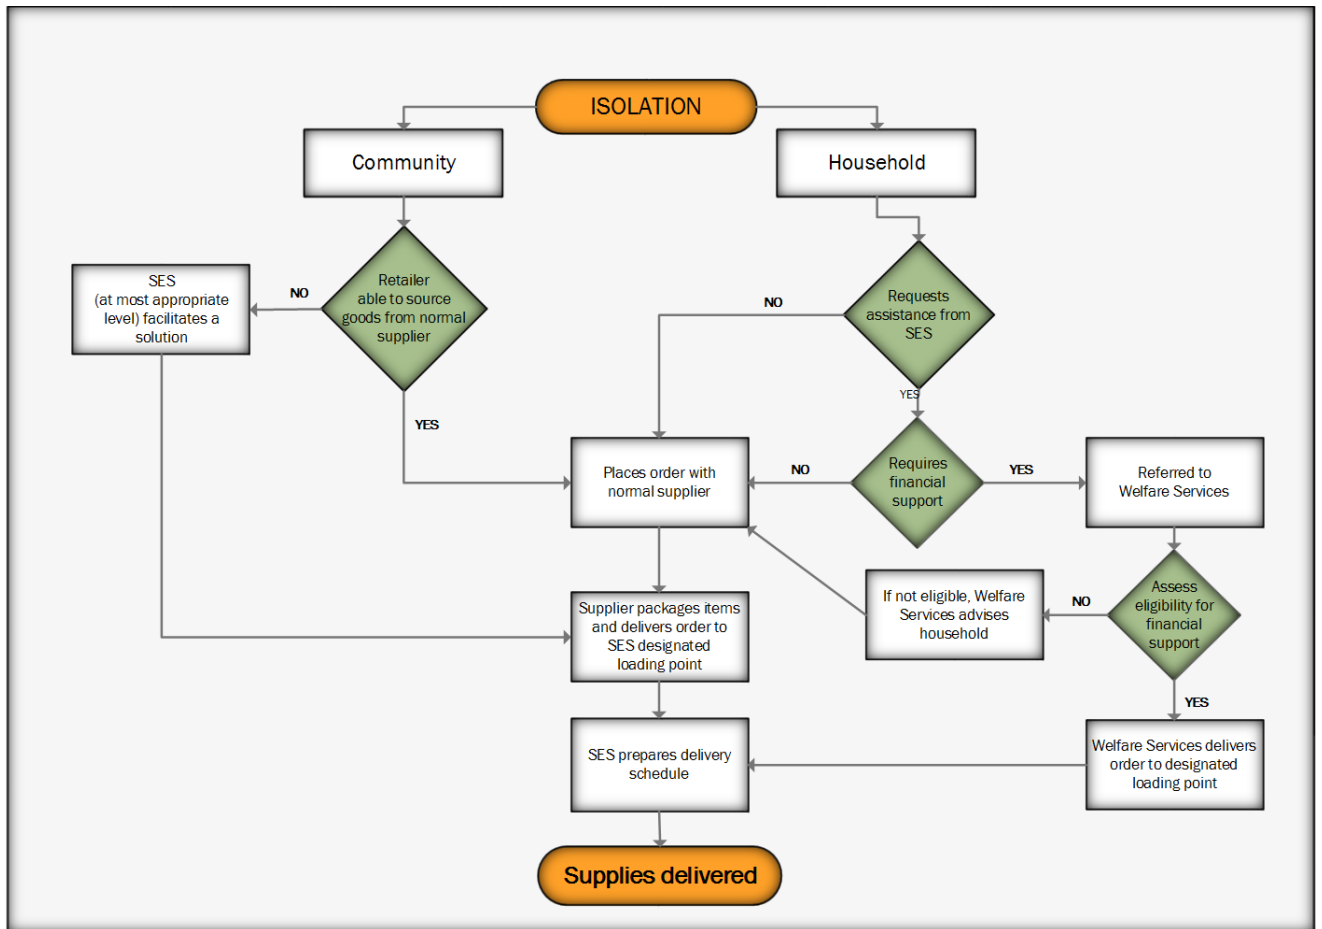 ISOLATION
Community
Household
Retailer
able to source
goods from normal
supplier
NO
SES
(at most appropriate
level) facilitates a
solution
YES
Requests
assistance from
SES
NO
YES
Requires
financial
support
NO
YES
Places order with
normal supplier
Referred to
Welfare Services
Assess
eligibility for
financial
support
NO
If not eligible, Welfare
Services advises
household
YES
Supplier packages items
and delivers order to
SES designated
loading point
Welfare Services delivers
order to designated
loading point
SES prepares delivery
schedule
Supplies delivered